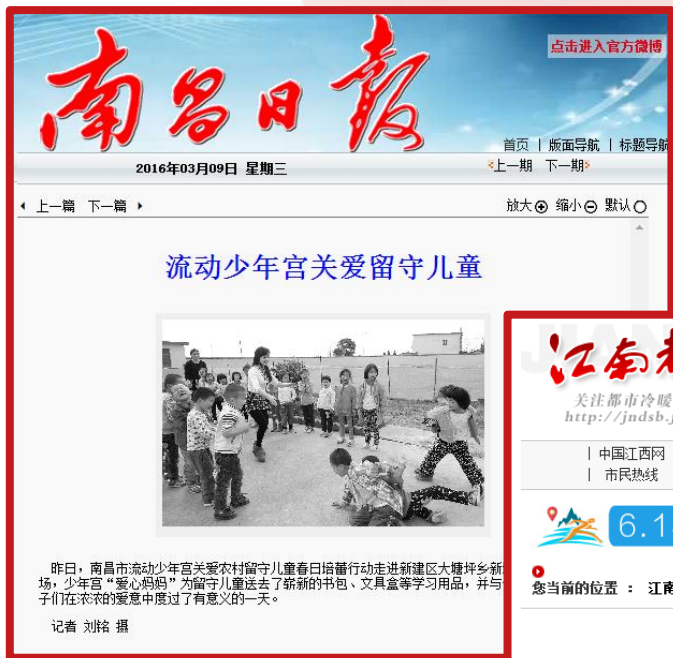 南昌日报
点击进入官方微博
首页 | 版面导航 | 标题导航
2016年03月09日 星期三
上一期 下一期
上一篇 下一篇
放大 缩小 默认
流动少年宫关爱留守儿童
昨日，南昌市流动少年宫关爱农村留守儿童春日培蕾行动走进新建区大塘坪乡新
场，少年宫“爱心妈妈”为留守儿童送去了崭新的书包、文具盒等学习用品，并与
子们在浓浓的爱意中度过了有意义的一天。
记者 刘铭 摄
JIAN
江南
关注都市冷暖
http://jndsb.j
| 中国江西网
| 市民热线
6.1
您当前的位置 ： 江南